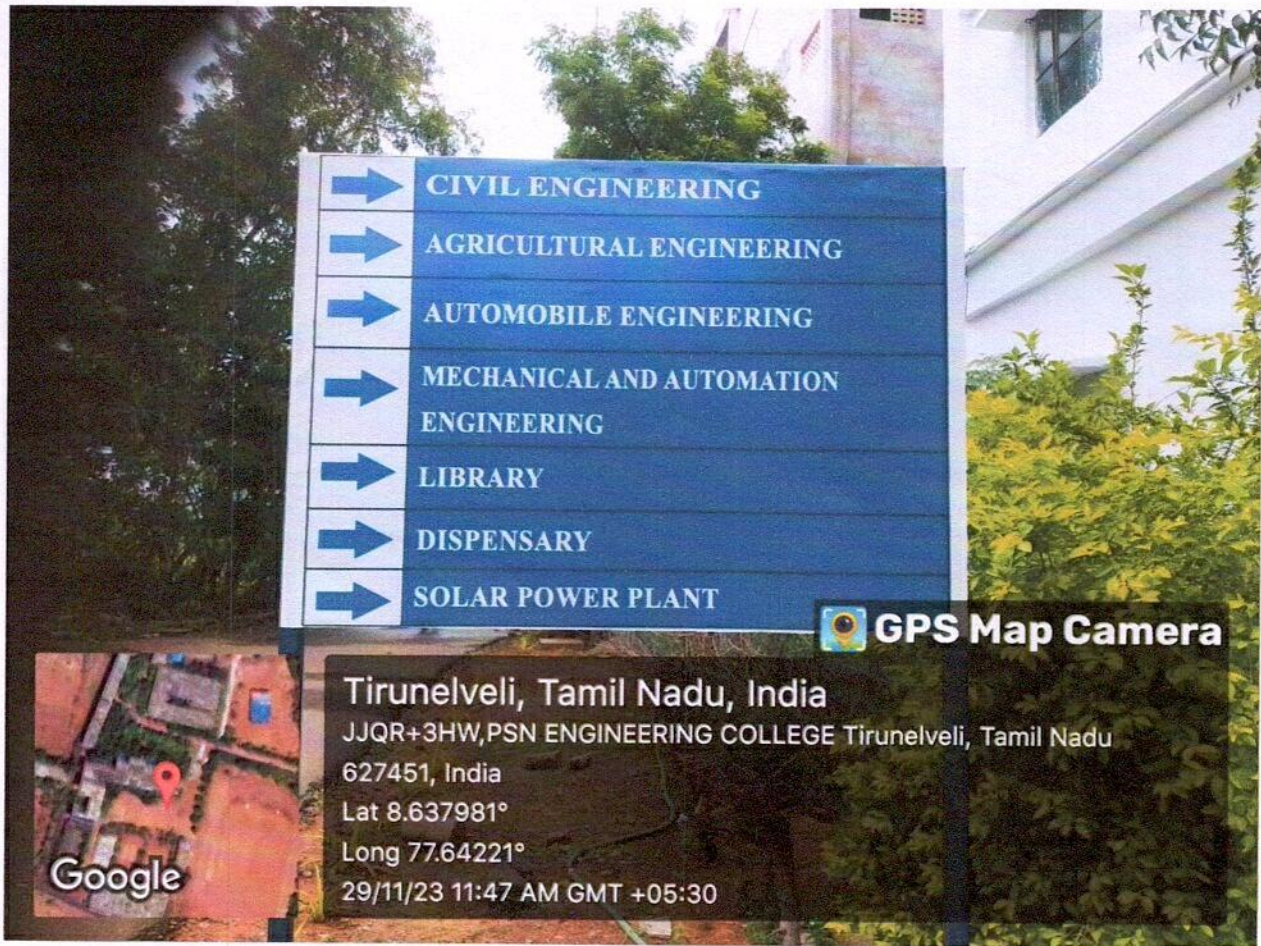 CIVIL ENGINEERING
AGRICULTURAL ENGINEERING
AUTOMOBILE ENGINEERING
MECHANICAL AND AUTOMATION
ENGINEERING
LIBRARY
DISPENSARY
SOLAR POWER PLANT
GPS Map Camera
Tirunelveli, Tamil Nadu, India
JJQR+3HW,PSN ENGINEERING COLLEGE Tirunelveli, Tamil Nadu
627451, India
Lat 8.637981°
Long 77.64221°
29/11/23 11:47 AM GMT +05:30
Google